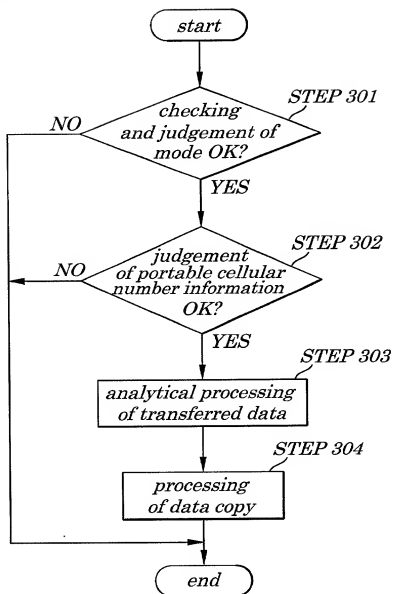 start
STEP 301
checking
and judgement of
mode OK?
NO
YES
STEP 302
judgement
of portable cellular
number information
OK?
NO
YES
STEP 303
analytical processing
of transferred data
STEP 304
processing
of data copy
end